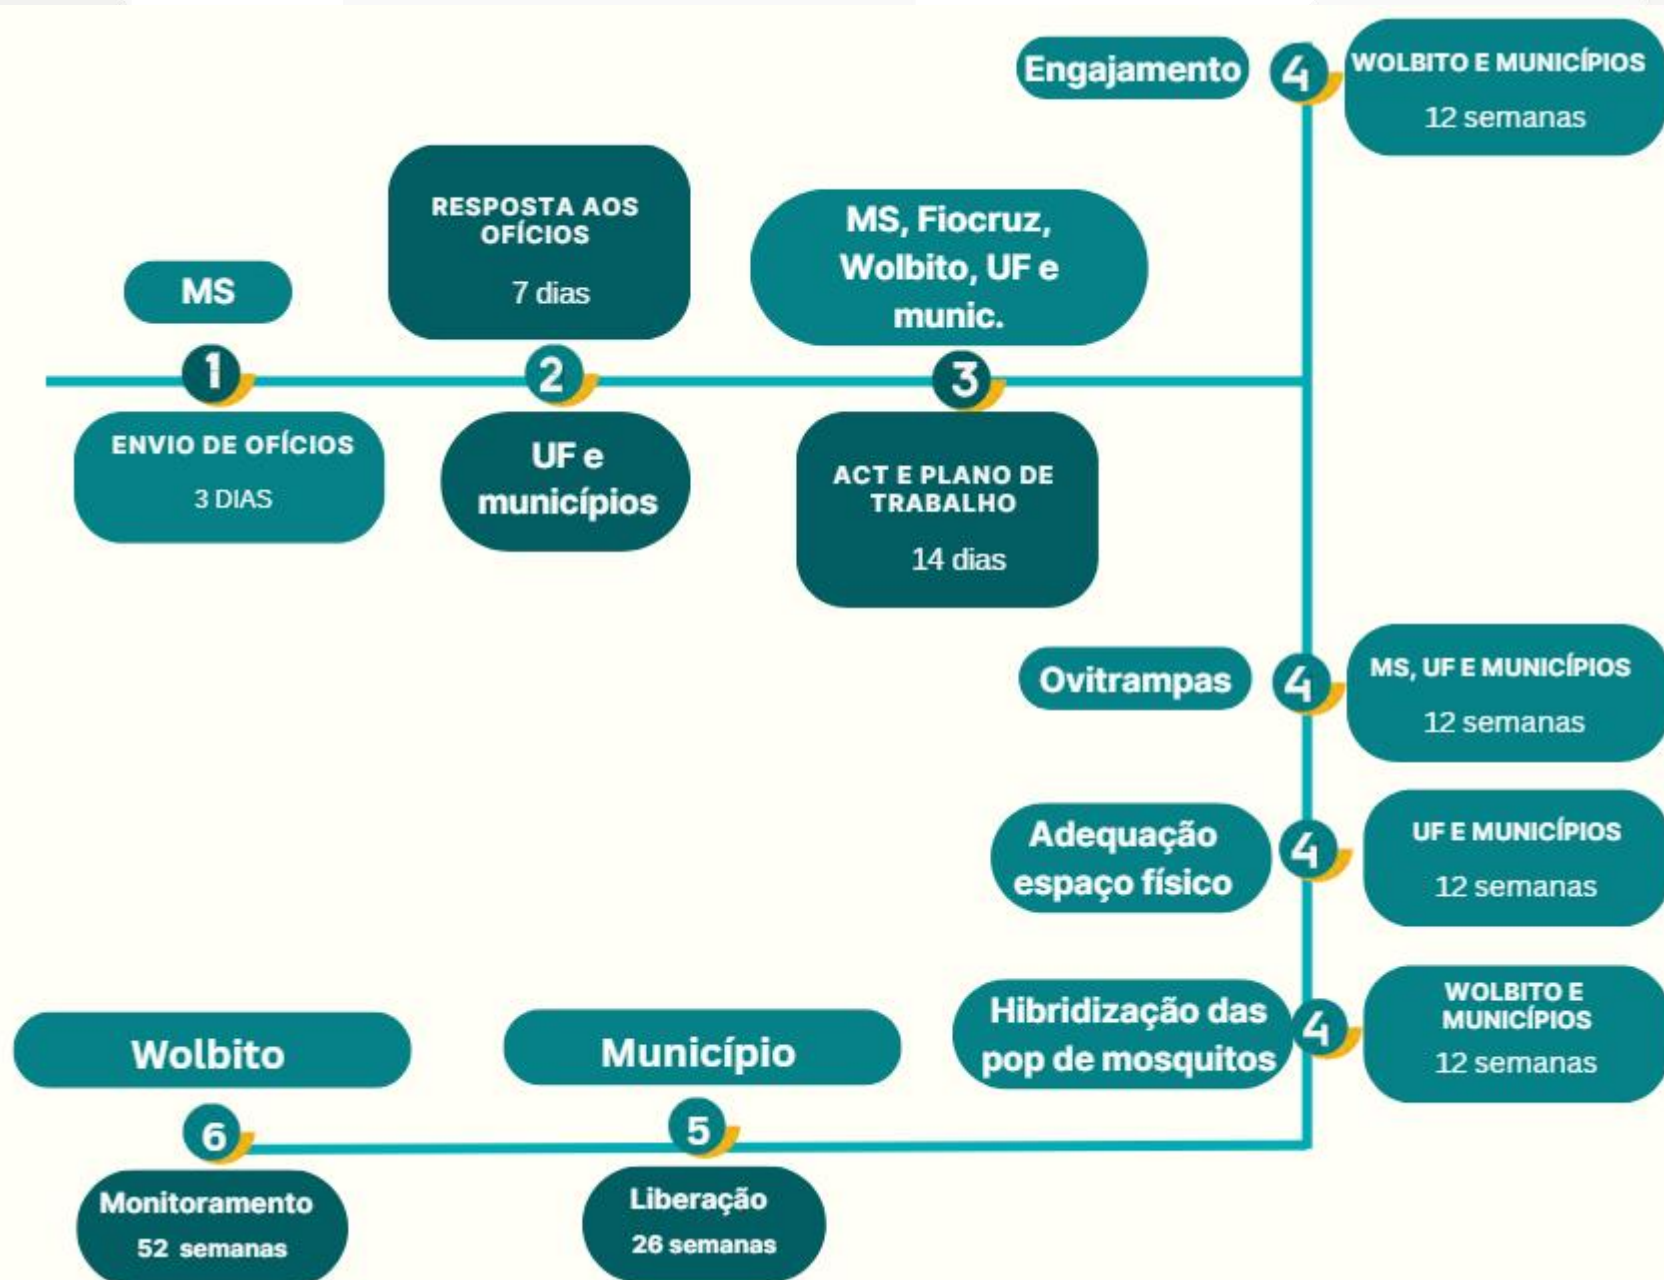 Engajamento
4
WOLBITO E MUNICÍPIOS
12 semanas
MS
1
ENVIO DE OFÍCIOS
3 DIAS
RESPOSTA AOS
OFÍCIOS
7 dias
2
UF e
municípios
MS, Fiocruz,
Wolbito, UF e
munic.
3
ACT E PLANO DE
TRABALHO
14 dias
Ovitrampas
4
MS, UF E MUNICÍPIOS
12 semanas
Adequação
espaço físico
4
UF E MUNICÍPIOS
12 semanas
Hibridização das
pop de mosquitos
4
WOLBITO E
MUNICÍPIOS
12 semanas
Município
5
Liberação
26 semanas
Wolbito
6
Monitoramento
52 semanas